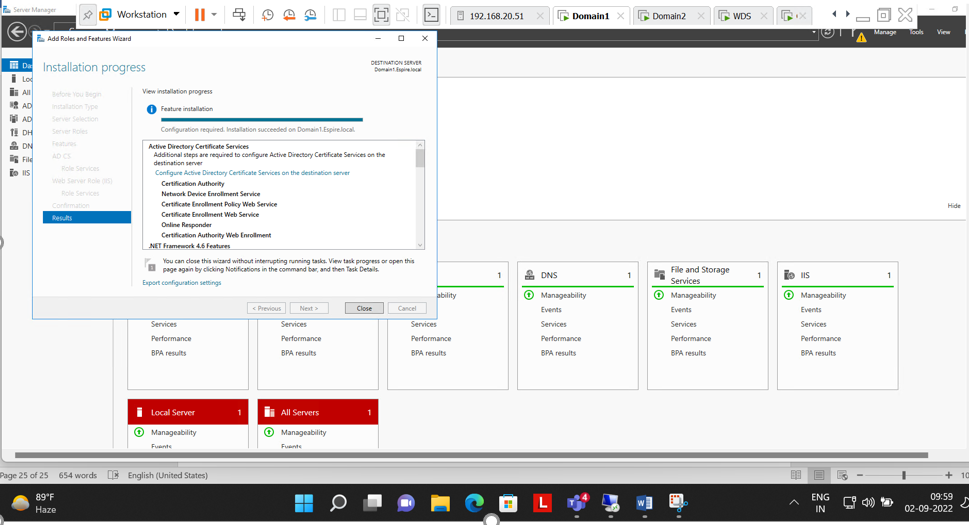 Server Manager
Workstation
192.168.20.51
Domain1
Domain2
WDS
Manage
Tools
View
Add Roles and Features Wizard
Installation progress
DESTINATION SERVER
Domain1.Espire.local
Before You Begin
Installation Type
Server Selection
Server Roles
Features
AD CS
Role Services
Web Server Role (IIS)
Role Services
Confirmation
Results
View installation progress
Feature installation
Configuration required. Installation succeeded on Domain1.Espire.local.
Active Directory Certificate Services
Additional steps are required to configure Active Directory Certificate Services on the
destination server
Configure Active Directory Certificate Services on the destination server
Certification Authority
Network Device Enrollment Service
Certificate Enrollment Policy Web Service
Certificate Enrollment Web Service
Online Responder
Certification Authority Web Enrollment
.NET Framework 4.6 Features
You can close this wizard without interrupting running tasks. View task progress or open this
page again by clicking Notifications in the command bar, and then Task Details.
Export configuration settings
< Previous
Next >
Close
Cancel
Da
Loc
All
AD
AD
DH
DN
File
IIS
Hide
1
ability
Services
Performance
BPA results
Services
Performance
BPA results
Services
Performance
BPA results
DNS 1
Manageability
Events
Services
Performance
BPA results
File and Storage
Services
1
Manageability
Events
Services
Performance
BPA results
IIS 1
Manageability
Events
Services
Performance
BPA results
Local Server 1
Manageability
Events
All Servers 1
Manageability
Events
Page 25 of 25
654 words
English (United States)
10
89°F
Haze
L
4
ENG
IN
09:59
02-09-2022